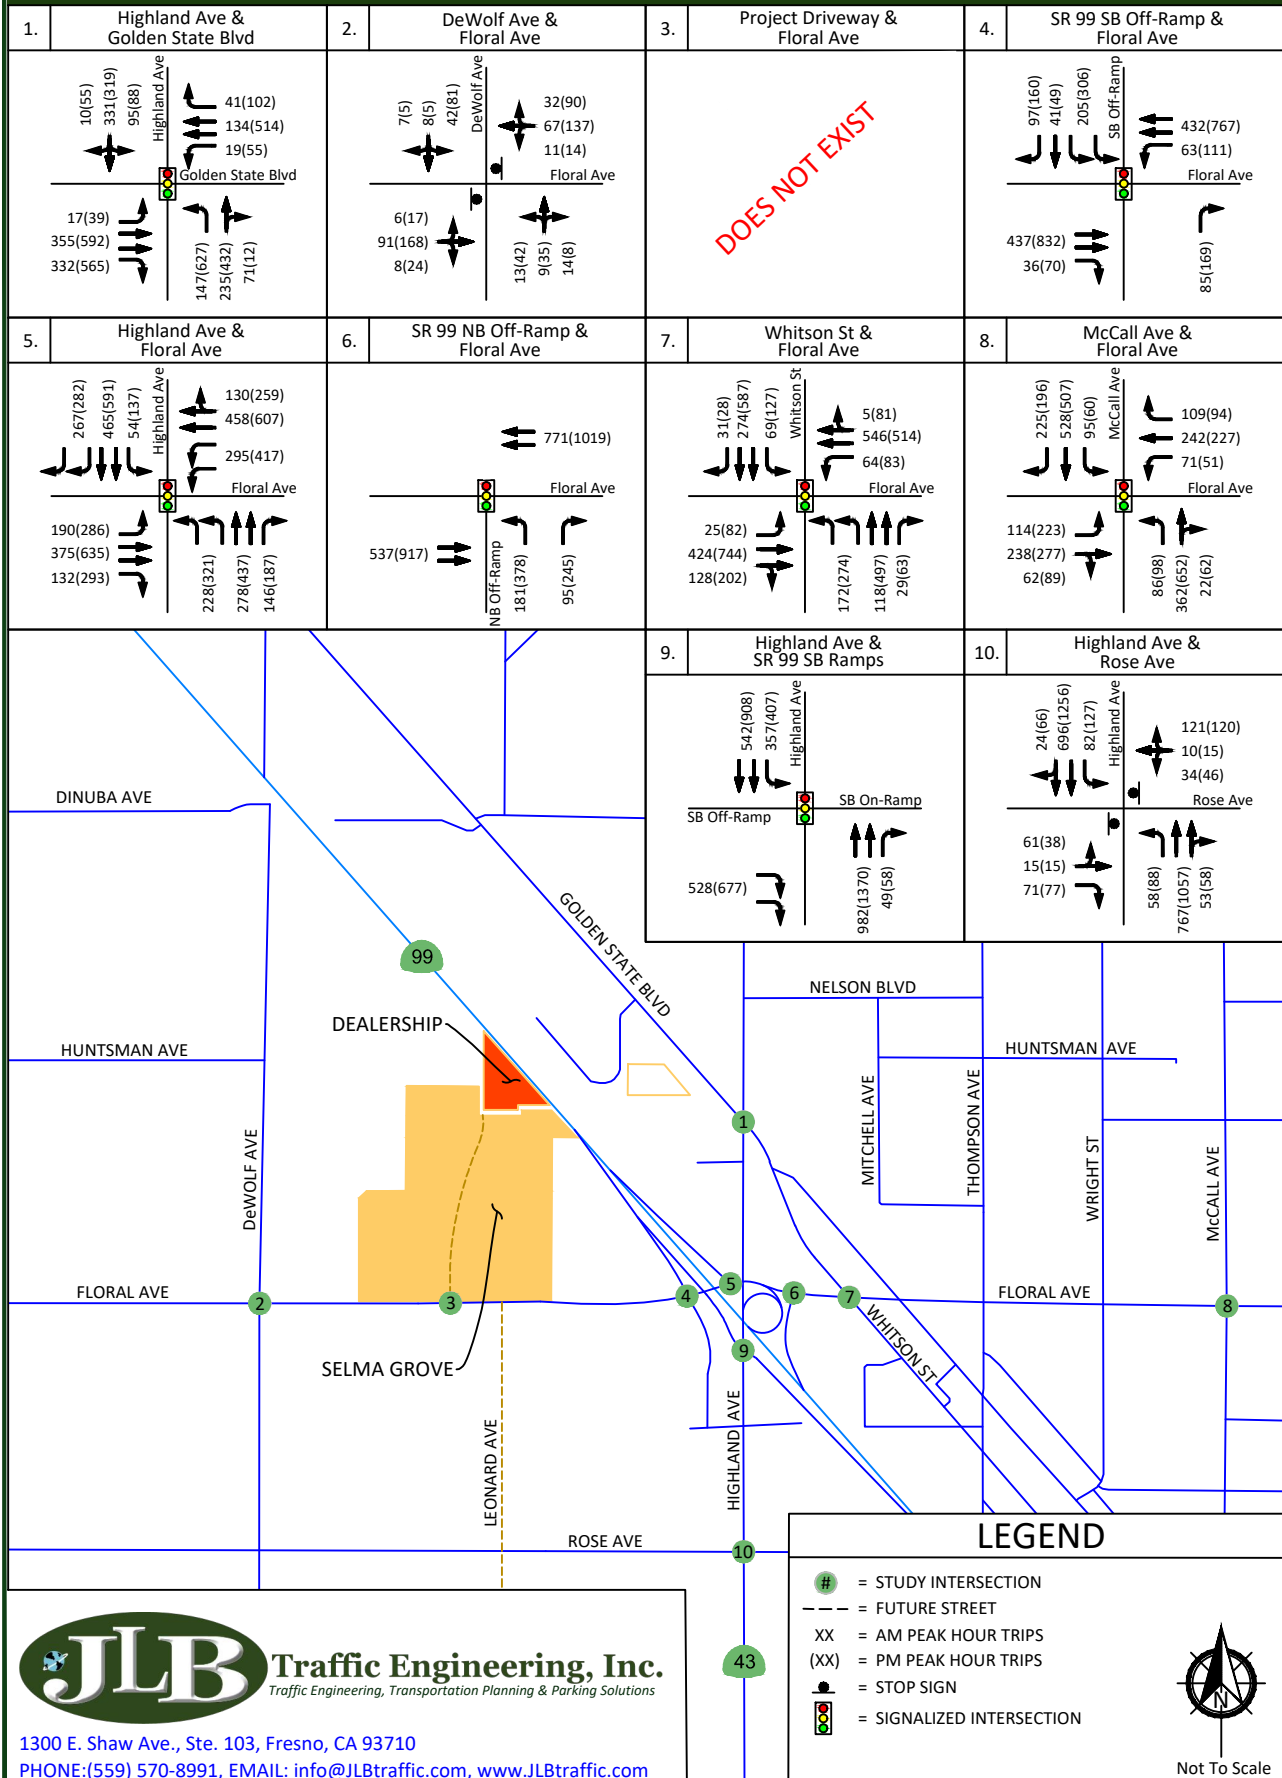 1.
Highland Ave &
Golden State Blvd
10(55)
331(319)
95(88)
Highland Ave
41(102)
134(514)
19(55)
Golden State Blvd
17(39)
355(592)
332(565)
147(627)
235(432)
71(12)
2.
DeWolf Ave &
Floral Ave
7(5)
8(5)
42(81)
DeWolf Ave
32(90)
67(137)
11(14)
Floral Ave
6(17)
91(168)
8(24)
13(42)
9(35)
14(8)
3.
Project Driveway &
Floral Ave
DOES NOT EXIST
4.
SR 99 SB Off-Ramp &
Floral Ave
97(160)
41(49)
205(306)
SB Off-Ramp
432(767)
63(111)
Floral Ave
437(832)
36(70)
85(169)
5.
Highland Ave &
Floral Ave
267(282)
465(591)
54(137)
Highland Ave
130(259)
458(607)
295(417)
Floral Ave
190(286)
375(635)
132(293)
228(321)
278(437)
146(187)
6.
SR 99 NB Off-Ramp &
Floral Ave
771(1019)
Floral Ave
537(917)
NB Off-Ramp
181(378)
95(245)
7.
Whitson St &
Floral Ave
31(28)
274(587)
69(127)
Whitson St
5(81)
546(514)
64(83)
Floral Ave
25(82)
424(744)
128(202)
172(274)
118(497)
29(63)
8.
McCall Ave &
Floral Ave
225(196)
528(507)
95(60)
McCall Ave
109(94)
242(227)
71(51)
Floral Ave
114(223)
238(277)
62(89)
86(98)
362(652)
22(62)
9.
Highland Ave &
SR 99 SB Ramps
542(908)
357(407)
Highland Ave
SB On-Ramp
SB Off-Ramp
528(677)
982(1370)
49(58)
10.
Highland Ave &
Rose Ave
24(66)
696(1256)
82(127)
Highland Ave
121(120)
10(15)
34(46)
Rose Ave
61(38)
15(15)
71(77)
58(88)
767(1057)
53(58)
DINUBA AVE
GOLDEN STATE BLVD
99
NELSON BLVD
DEALERSHIP
HUNTSMAN AVE
HUNTSMAN AVE
MITCHELL AVE
THOMPSON AVE
WRIGHT ST
McCALL AVE
DeWOLF AVE
1
FLORAL AVE
2
3
4
5
6
7
FLORAL AVE
8
9
WHITSON ST
SELMA GROVE
LEONARD AVE
HIGHLAND AVE
ROSE AVE
10
43
LEGEND
# = STUDY INTERSECTION
= FUTURE STREET
XX = AM PEAK HOUR TRIPS
(XX) = PM PEAK HOUR TRIPS
= STOP SIGN
= SIGNALIZED INTERSECTION
N
Not To Scale
JLB Traffic Engineering, Inc.
Traffic Engineering, Transportation Planning & Parking Solutions
1300 E. Shaw Ave., Ste. 103, Fresno, CA 93710
PHONE:(559) 570-8991, EMAIL: info@JLBtraffic.com, www.JLBtraffic.com